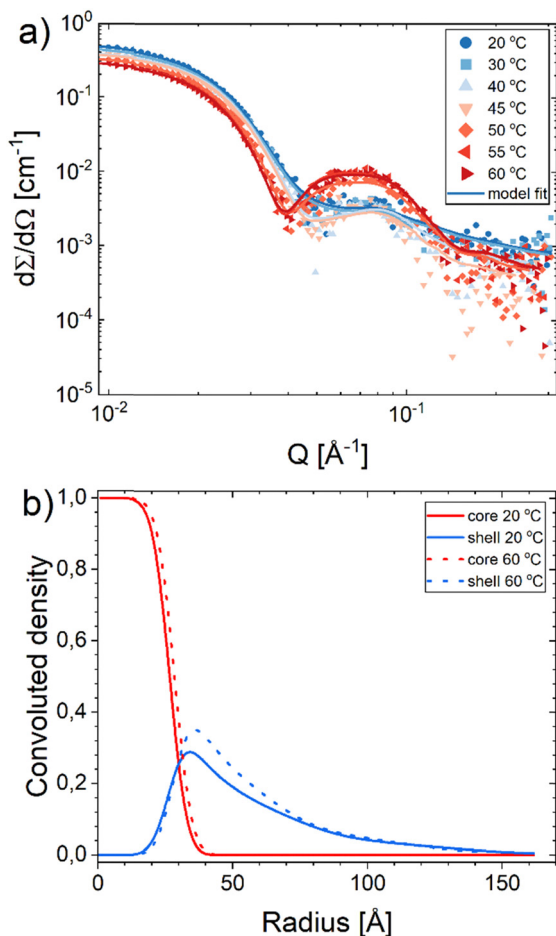 a)
10⁰
10⁻¹
10⁻²
10⁻³
10⁻⁴
10⁻⁵
dΣ/dΩ [cm⁻¹]
20 °C
30 °C
40 °C
45 °C
50 °C
55 °C
60 °C
model fit
10⁻² 10⁻¹
Q [Å⁻¹]
b)
1,0
0,8
0,6
0,4
0,2
0,0
Convoluted density
core 20 °C
shell 20 °C
core 60 °C
shell 60 °C
0 50 100 150
Radius [Å]